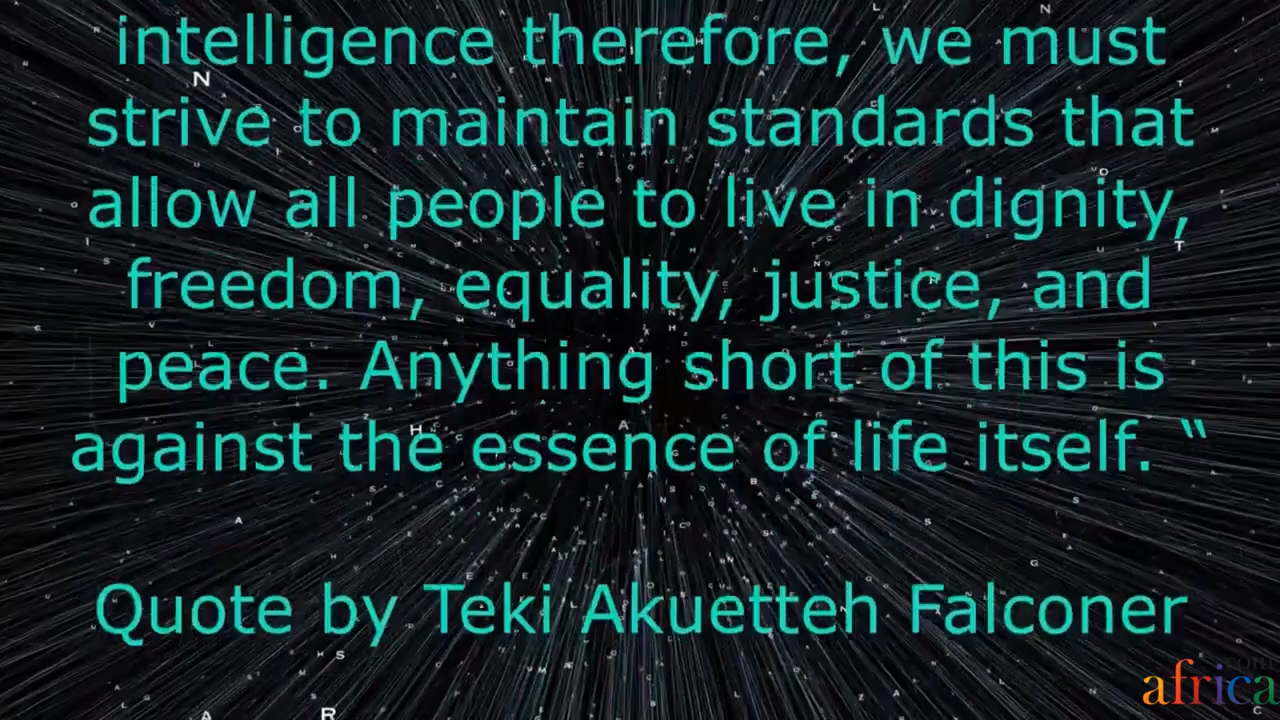 intelligence therefore, we must
strive to maintain standards that
allow all people to live in dignity,
freedom, equality, justice, and
peace. Anything short of this is
against the essence of life itself. “
Quote by Teki Akuetteh Falconer
.com
africa